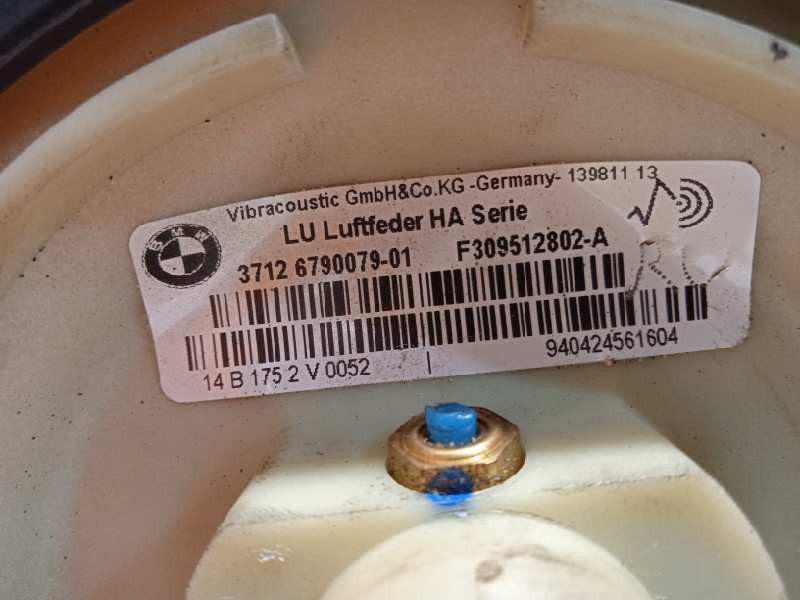 BMW
Vibracoustic GmbH&Co.KG -Germany- 139811 13
LU Luftfeder HA Serie
3712 6790079-01 F309512802-A
14 B 175 2 V 0052 | 940424561604